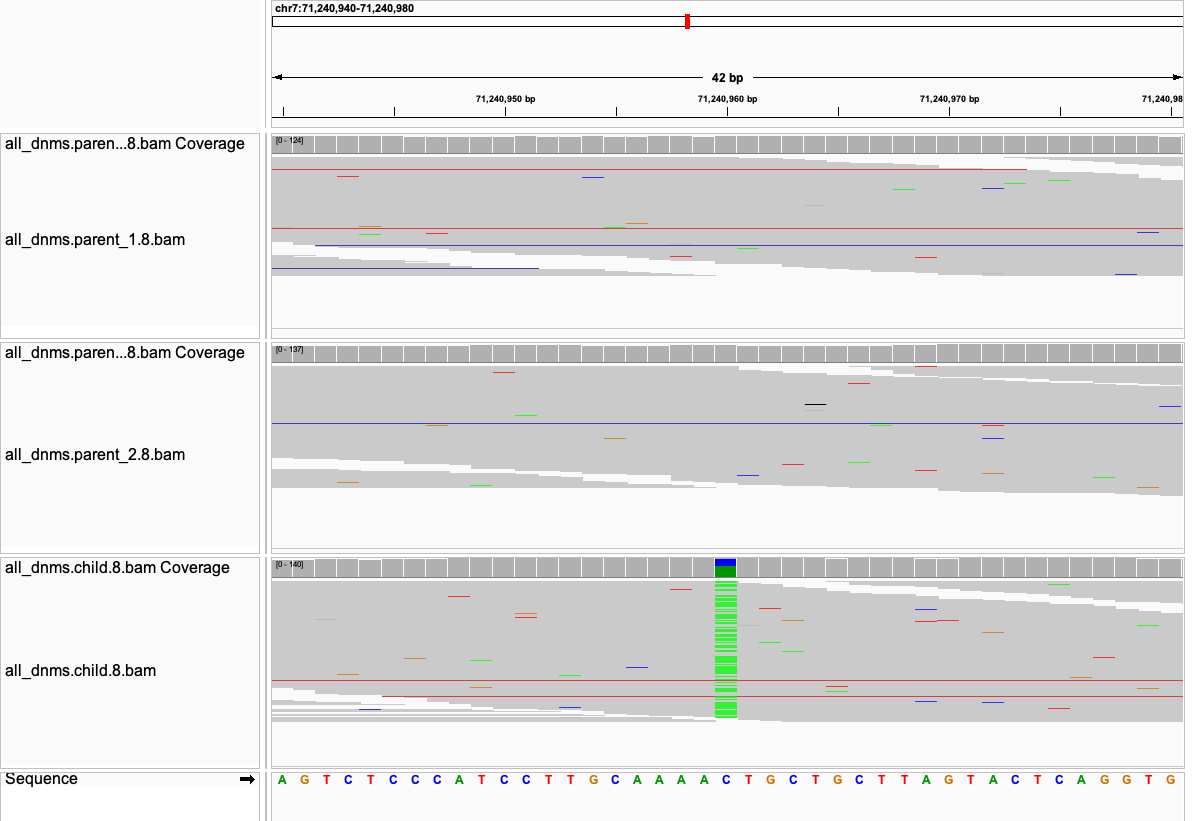 chr7:71,240,940-71,240,980
42 bp
71,240,950 bp 71,240,960 bp 71,240,970 bp 71,240,98
all_dnms.paren...8.bam Coverage
[0 - 124]
all_dnms.parent_1.8.bam
all_dnms.paren...8.bam Coverage
[0 - 137]
all_dnms.parent_2.8.bam
all_dnms.child.8.bam Coverage
[0 - 140]
all_dnms.child.8.bam
Sequence A G T C T C C C A T C C T T G C A A A A C T G C T G C T T A G T A C T C A G G T G